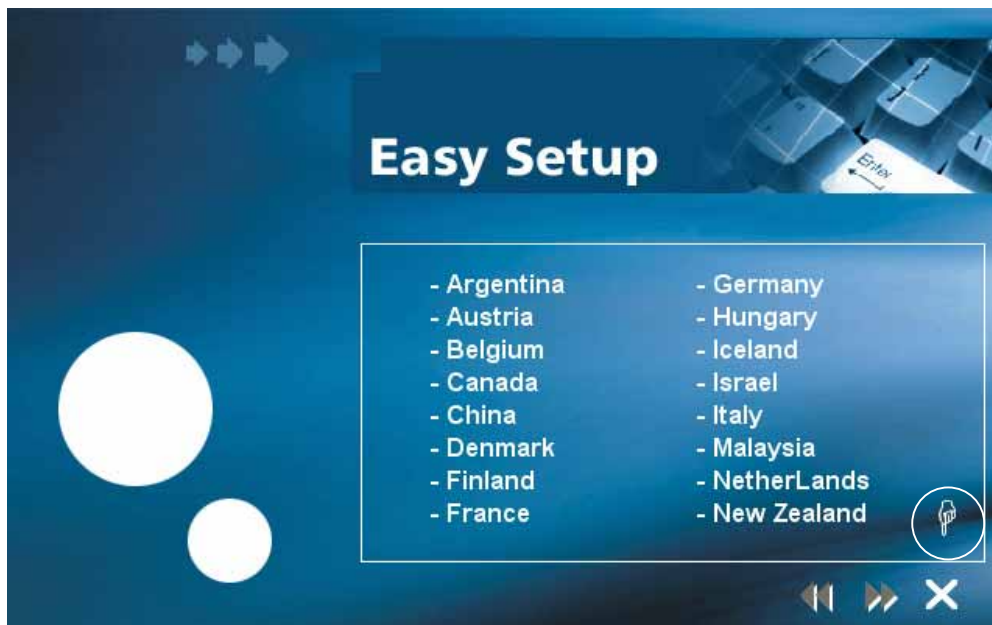 Easy Setup
Enter
- Argentina
- Austria
- Belgium
- Canada
- China
- Denmark
- Finland
- France
- Germany
- Hungary
- Iceland
- Israel
- Italy
- Malaysia
- NetherLands
- New Zealand